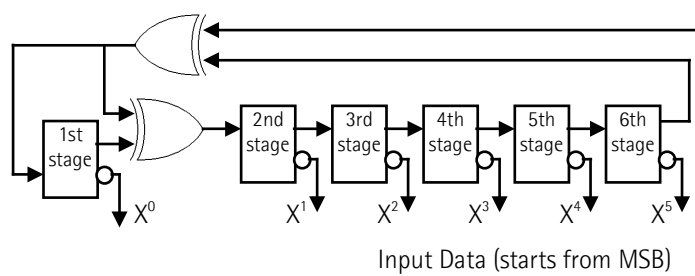 1st
stage
2nd
stage
3rd
stage
4th
stage
5th
stage
6th
stage
X⁰
X¹
X²
X³
X⁴
X⁵
Input Data (starts from MSB)